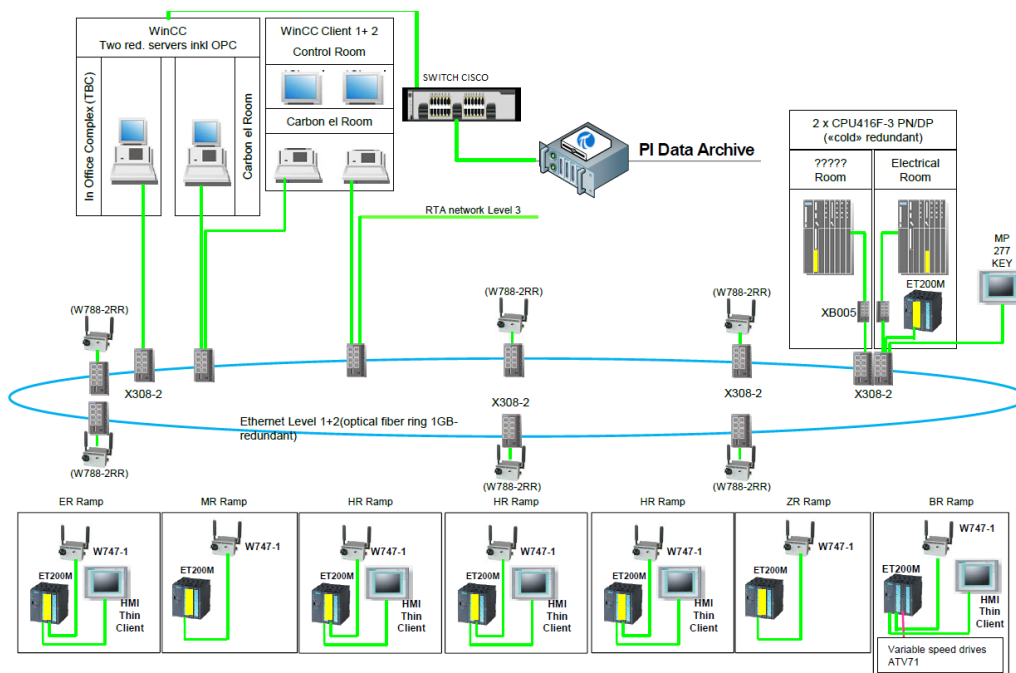 WinCC
Two red. servers inkl OPC
In Office Complex (TBC)
Carbon el Room
WinCC Client 1+ 2
Control Room
Carbon el Room
SWITCH CISCO
PI Data Archive
RTA network Level 3
2 x CPU416F-3 PN/DP
(«cold» redundant)
?????
Room
Electrical
Room
MP
277
KEY
ET200M
XB005
(W788-2RR)
(W788-2RR)
(W788-2RR)
X308-2
X308-2
X308-2
X308-2
Ethernet Level 1+2(optical fiber ring 1GB-
redundant)
(W788-2RR)
(W788-2RR)
(W788-2RR)
ER Ramp
W747-1
ET200M
HMI
Thin
Client
MR Ramp
W747-1
ET200M
HR Ramp
W747-1
ET200M
HMI
Thin
Client
HR Ramp
W747-1
ET200M
HMI
Thin
Client
HR Ramp
W747-1
ET200M
HMI
Thin
Client
ZR Ramp
W747-1
ET200M
BR Ramp
W747-1
ET200M
HMI
Thin
Client
Variable speed drives
ATV71